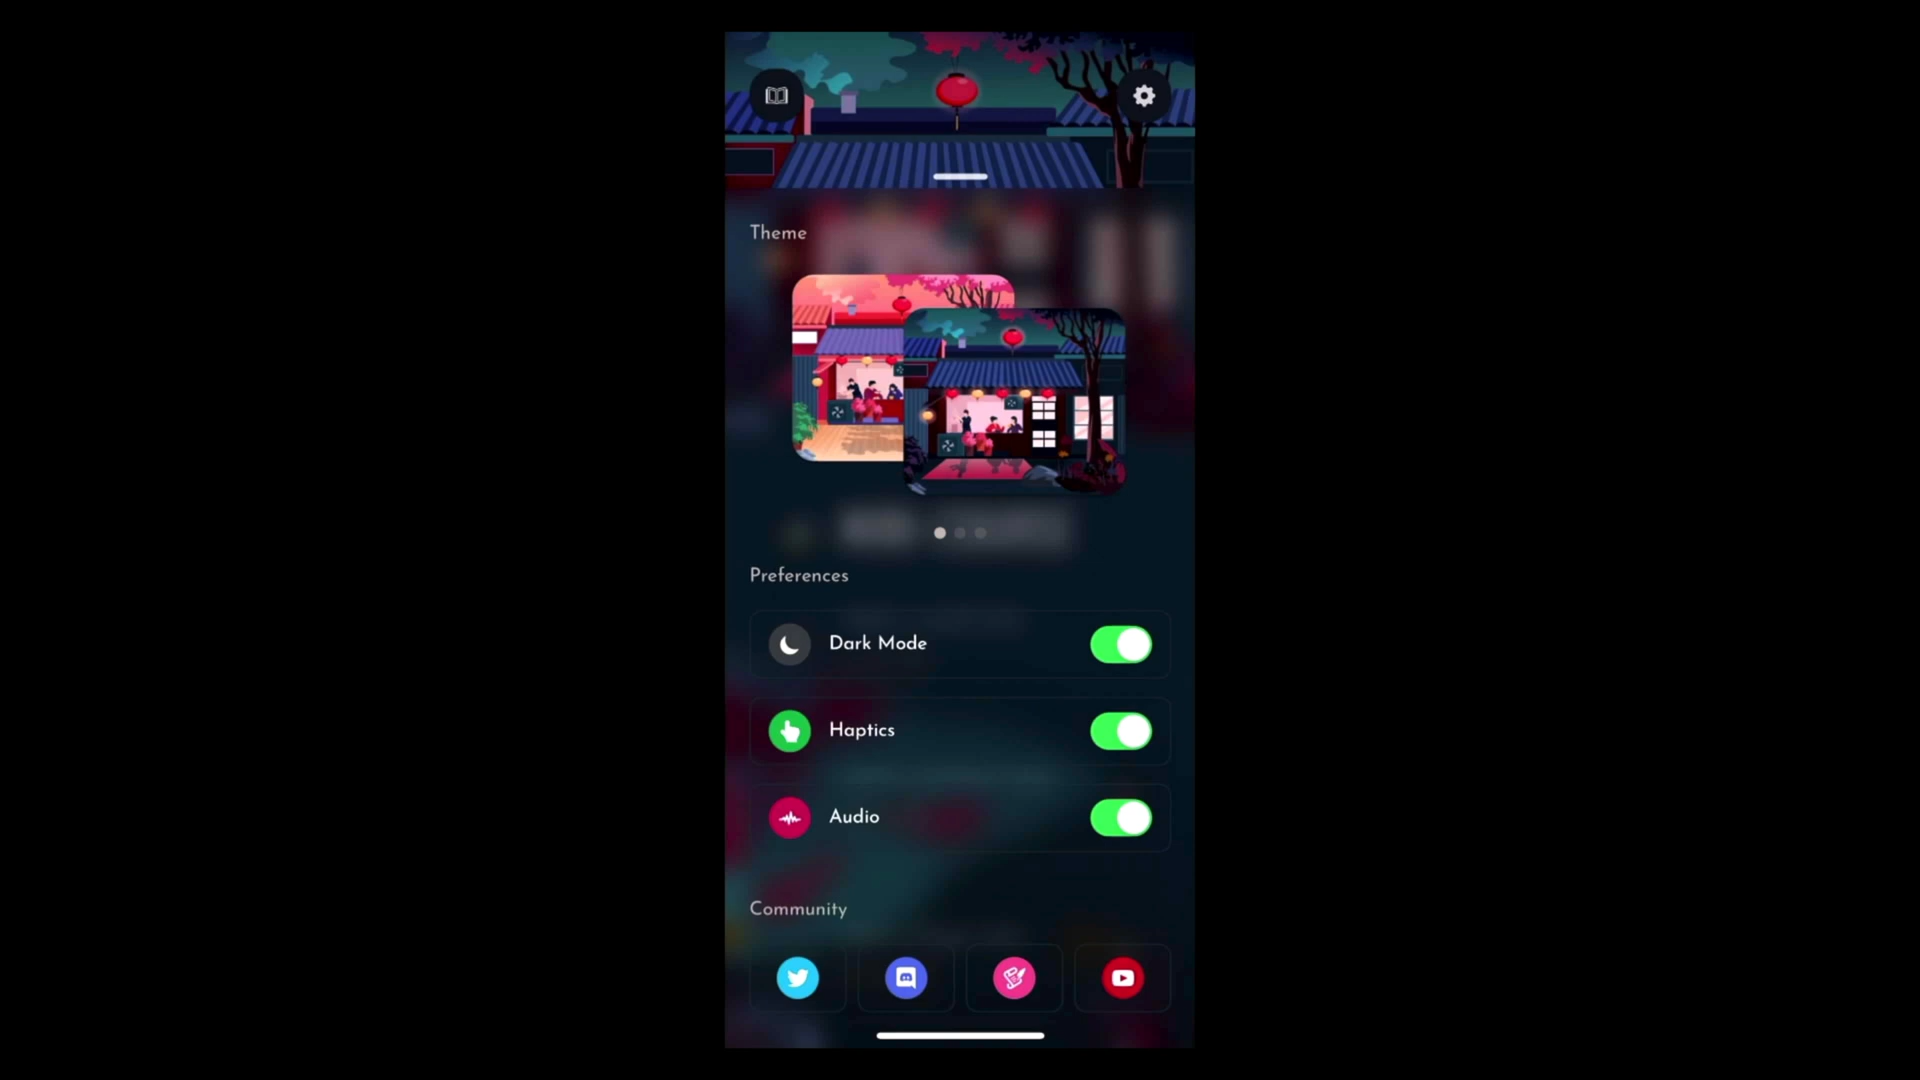 Theme
Preferences
Dark Mode
Haptics
Audio
Community